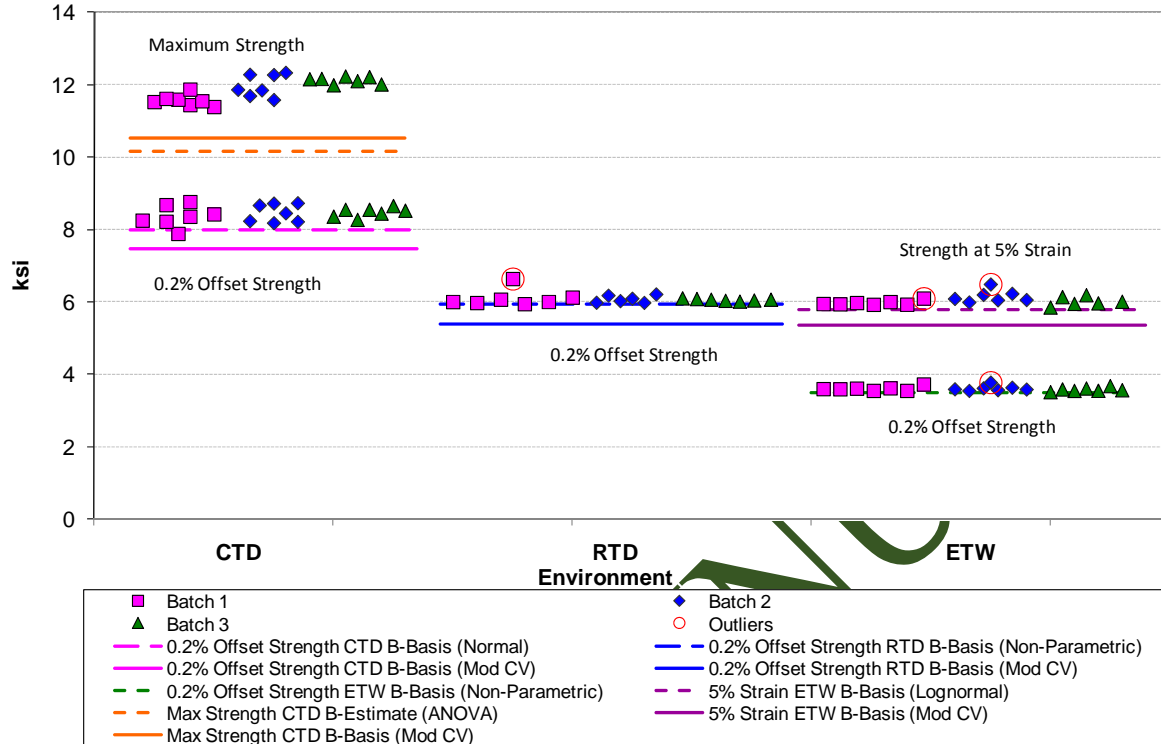 14
12
10
8
6
4
2
0
ksi
Maximum Strength
0.2% Offset Strength
0.2% Offset Strength
Strength at 5% Strain
0.2% Offset Strength
CTD RTD ETW
Environment
Batch 1 Batch 2
Batch 3 Outliers
0.2% Offset Strength CTD B-Basis (Normal) 0.2% Offset Strength RTD B-Basis (Non-Parametric)
0.2% Offset Strength CTD B-Basis (Mod CV) 0.2% Offset Strength RTD B-Basis (Mod CV)
0.2% Offset Strength ETW B-Basis (Non-Parametric) 5% Strain ETW B-Basis (Lognormal)
Max Strength CTD B-Estimate (ANOVA) 5% Strain ETW B-Basis (Mod CV)
Max Strength CTD B-Basis (Mod CV)